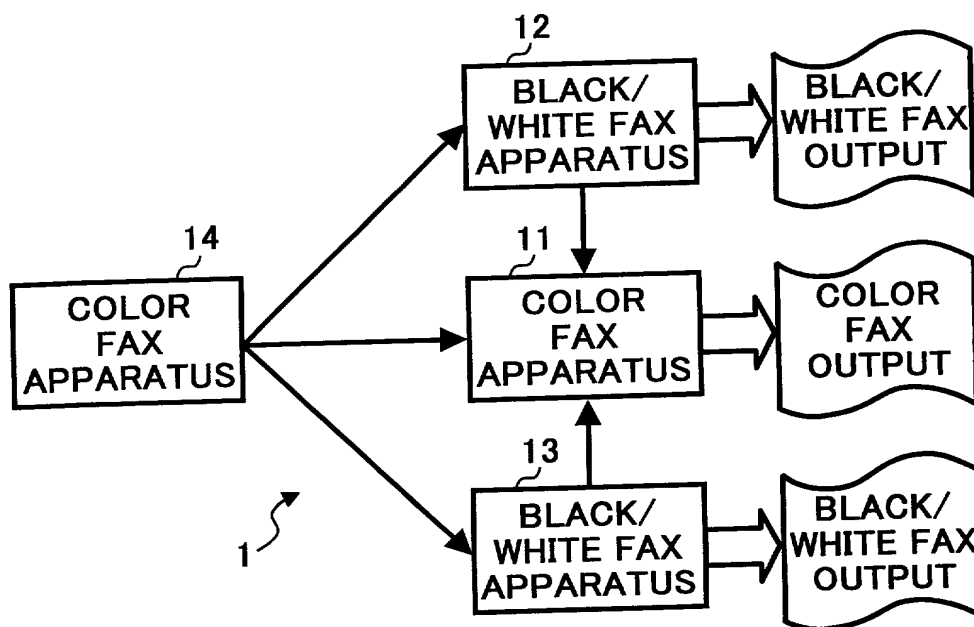 12
BLACK/
WHITE FAX
APPARATUS
BLACK/
WHITE FAX
OUTPUT
14
COLOR
FAX
APPARATUS
11
COLOR
FAX
APPARATUS
COLOR
FAX
OUTPUT
13
BLACK/
WHITE FAX
APPARATUS
BLACK/
WHITE FAX
OUTPUT
1